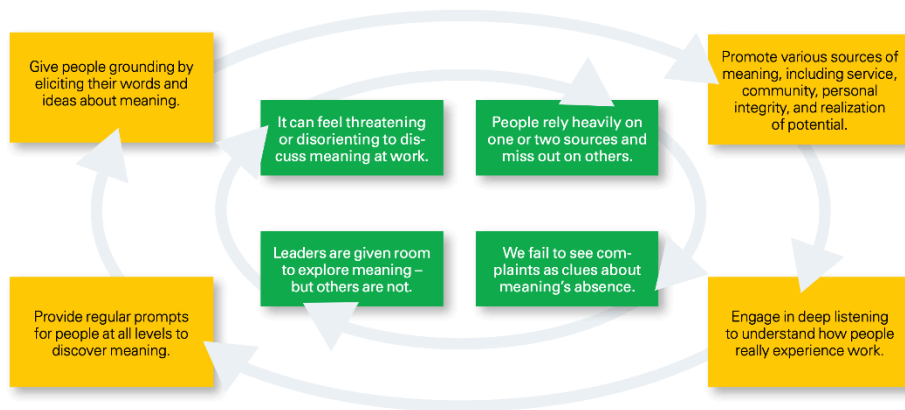 Give people grounding by
eliciting their words and
ideas about meaning.
It can feel threatening
or disorienting to dis-
cuss meaning at work.
People rely heavily on
one or two sources and
miss out on others.
Promote various sources of
meaning, including service,
community, personal
integrity, and realization
of potential.
Provide regular prompts
for people at all levels to
discover meaning.
Leaders are given room
to explore meaning –
but others are not.
We fail to see com-
plaints as clues about
meaning’s absence.
Engage in deep listening
to understand how people
really experience work.